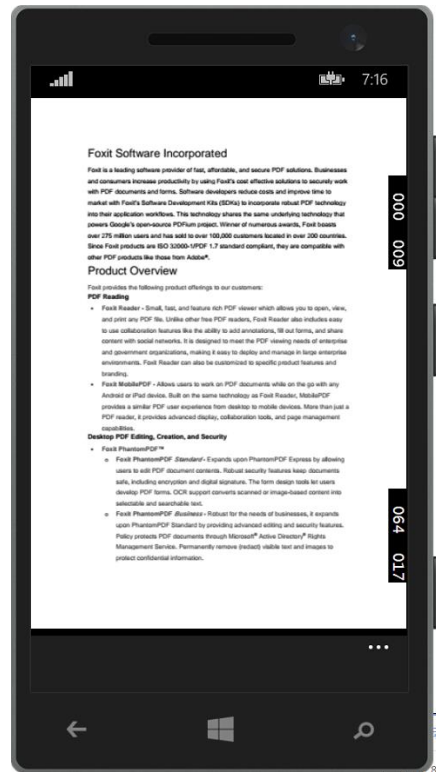 7:16
Foxit Software Incorporated
Foxit is a leading software provider of fast, affordable, and secure PDF solutions. Businesses
and consumers increase productivity by using Foxit's cost effective solutions to securely work
with PDF documents and forms. Software developers reduce costs and improve time to
market with Foxit's Software Development Kits (SDKs) to incorporate robust PDF technology
into their application workflows. This technology shares the same underlying technology that
powers Google's open-source PDFium project. Winner of numerous awards, Foxit boasts
over 275 million users and has sold to over 100,000 customers located in over 200 countries.
Since Foxit products are ISO 32000-1/PDF 1.7 standard compliant, they are compatible with
other PDF products like those from Adobe®.
Product Overview
Foxit provides the following product offerings to our customers:
PDF Reading
• Foxit Reader - Small, fast, and feature rich PDF viewer which allows you to open, view,
and print any PDF file. Unlike other free PDF readers, Foxit Reader also includes easy
to use collaboration features like the ability to add annotations, fill out forms, and share
content with social networks. It is designed to meet the PDF viewing needs of enterprise
and government organizations, making it easy to deploy and manage in large enterprise
environments. Foxit Reader can also be customized to specific product features and
branding.
• Foxit MobilePDF - Allows users to work on PDF documents while on the go with any
Android or iPad device. Built on the same technology as Foxit Reader, MobilePDF
provides a similar PDF user experience from desktop to mobile devices. More than just a
PDF reader, it provides advanced display, collaboration tools, and page management
capabilities.
Desktop PDF Editing, Creation, and Security
• Foxit PhantomPDF™
o Foxit PhantomPDF Standard - Expands upon PhantomPDF Express by allowing
users to edit PDF document contents. Robust security features keep documents
safe, including encryption and digital signature. The form design tools let users
develop PDF forms. OCR support converts scanned or image-based content into
selectable and searchable text.
o Foxit PhantomPDF Business - Robust for the needs of businesses, it expands
upon PhantomPDF Standard by providing advanced editing and security features.
Policy protects PDF documents through Microsoft® Active Directory® Rights
Management Service. Permanently remove (redact) visible text and images to
protect confidential information.
000 009
064 017